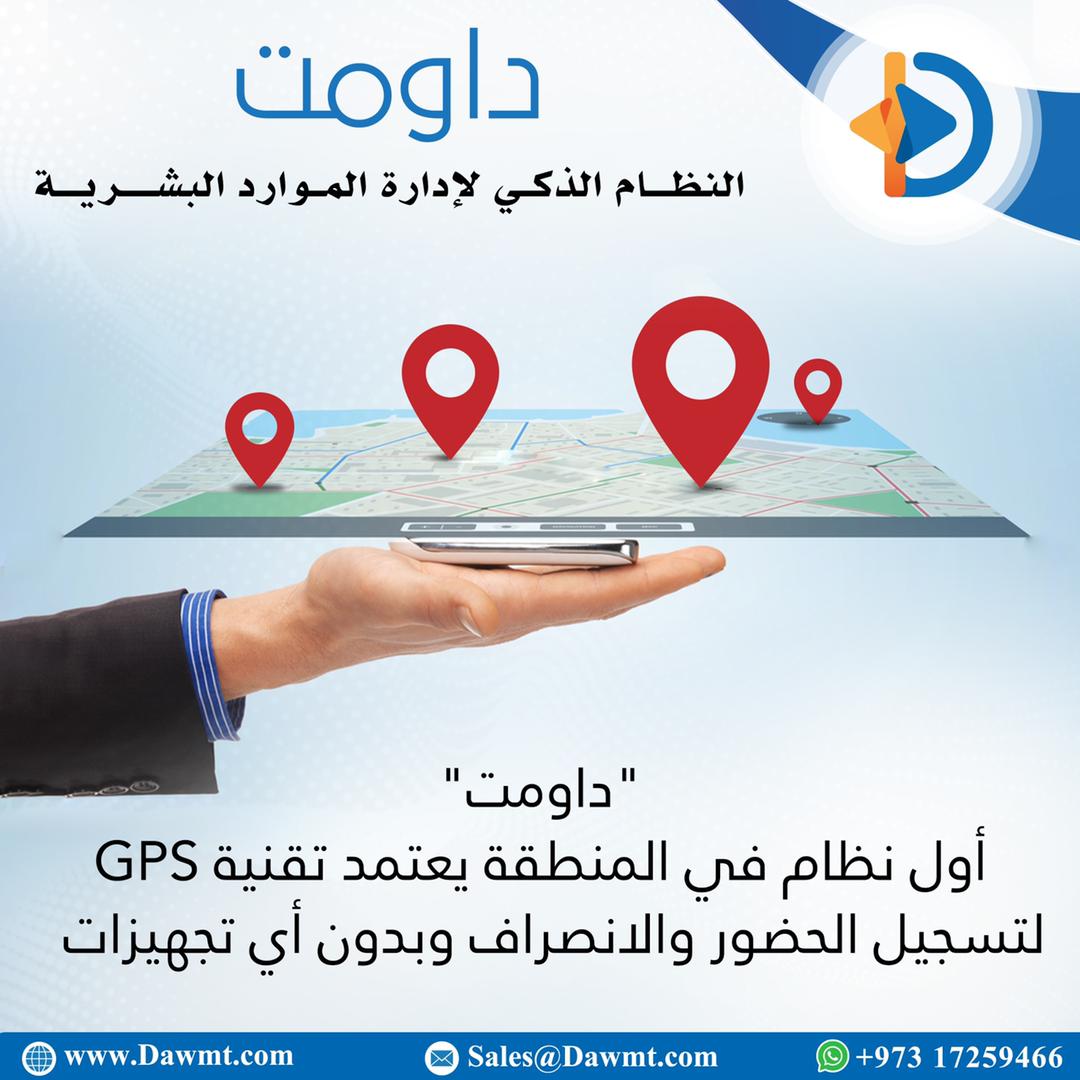 داومت
النظام الذكي لإدارة الموارد البشرية
"داومت"
أول نظام في المنطقة يعتمد تقنية GPS
لتسجيل الحضور والانصراف وبدون أي تجهيزات
www.Dawmt.com
Sales@Dawmt.com
+973 17259466